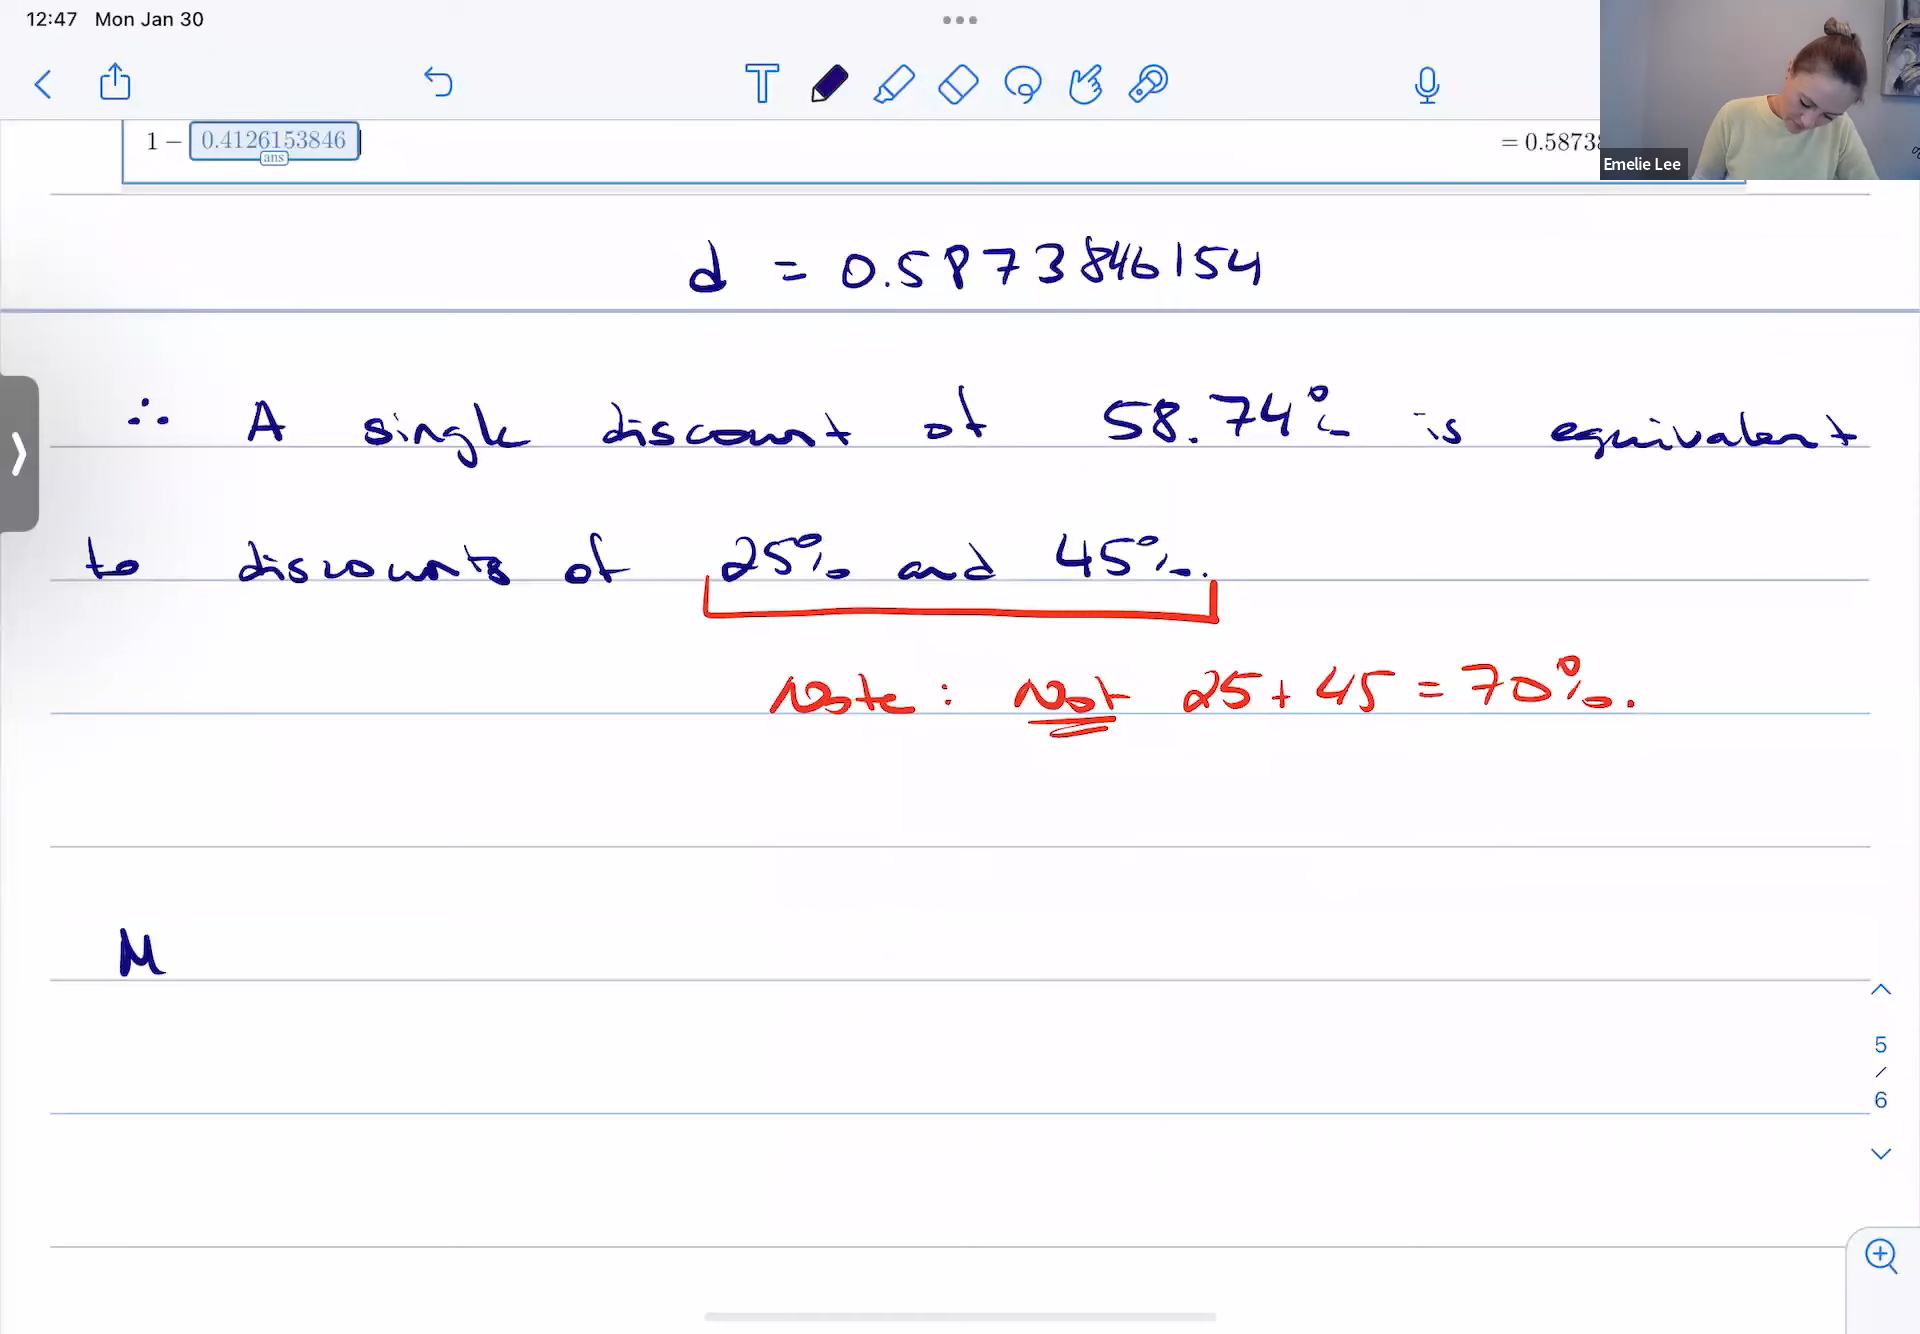 12:47 Mon Jan 30
1 − 0.4126153846
ans
= 0.5873
Emelie Lee
d = 0.5873846154
∴ A single discount of 58.74% is equivalent
to discounts of 25% and 45%.
Note: Not 25 + 45 = 70%.
M
5
/
6